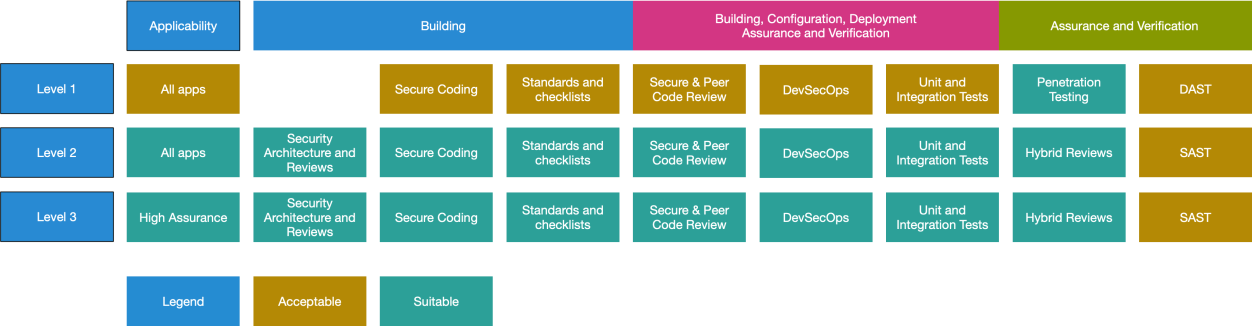 Applicability
Building
Building, Configuration, Deployment
Assurance and Verification
Assurance and Verification
Level 1
All apps
Secure Coding
Standards and
checklists
Secure & Peer
Code Review
DevSecOps
Unit and
Integration Tests
Penetration
Testing
DAST
Level 2
All apps
Security
Architecture and
Reviews
Secure Coding
Standards and
checklists
Secure & Peer
Code Review
DevSecOps
Unit and
Integration Tests
Hybrid Reviews
SAST
Level 3
High Assurance
Security
Architecture and
Reviews
Secure Coding
Standards and
checklists
Secure & Peer
Code Review
DevSecOps
Unit and
Integration Tests
Hybrid Reviews
SAST
Legend
Acceptable
Suitable